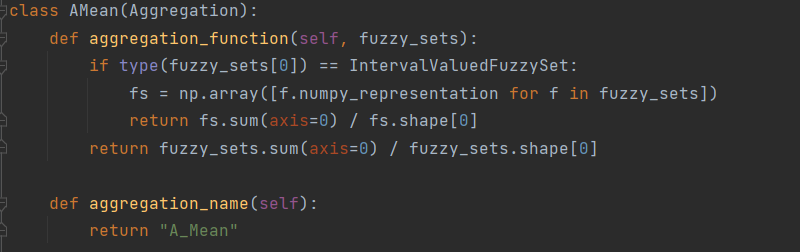 class AMean(Aggregation):
    def aggregation_function(self, fuzzy_sets):
        if type(fuzzy_sets[0]) == IntervalValuedFuzzySet:
            fs = np.array([f.numpy_representation for f in fuzzy_sets])
            return fs.sum(axis=0) / fs.shape[0]
        return fuzzy_sets.sum(axis=0) / fuzzy_sets.shape[0]

    def aggregation_name(self):
        return "A_Mean"